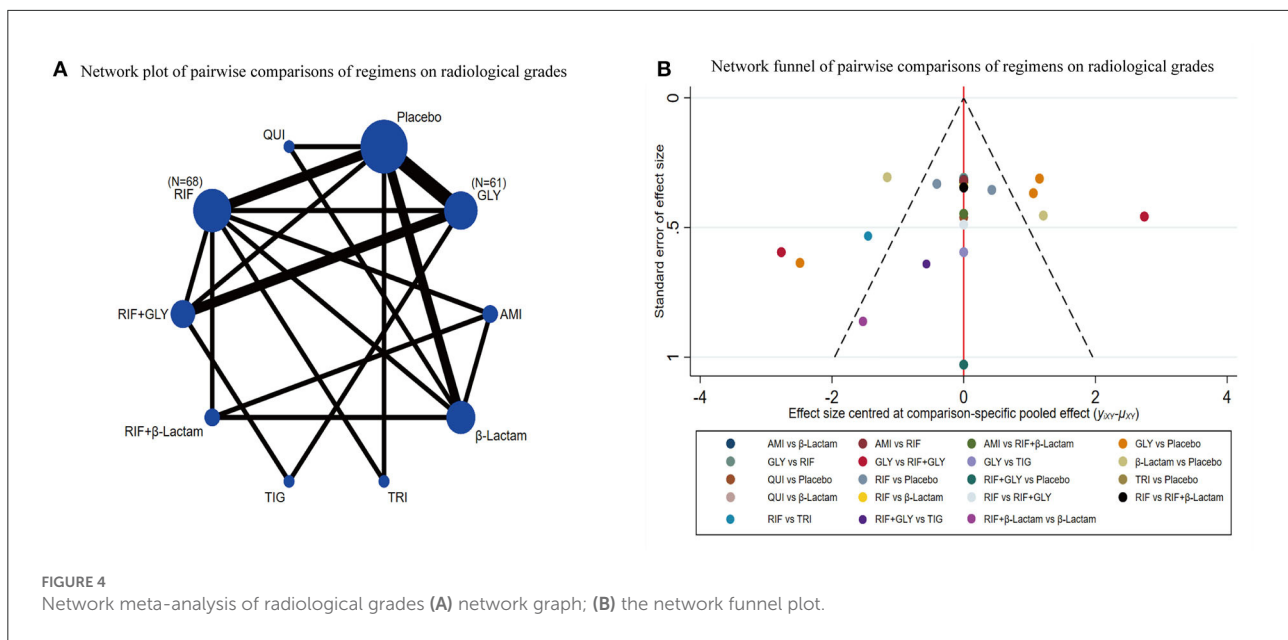 A Network plot of pairwise comparisons of regimens on radiological grades
Placebo
QUI
(N=68)
RIF
(N=61)
GLY
RIF+GLY
AMI
RIF+β-Lactam
β-Lactam
TIG
TRI
B Network funnel of pairwise comparisons of regimens on radiological grades
Standard error of effect size
0
.5
1
-4
-2
0
2
4
Effect size centred at comparison-specific pooled effect (yiXY-μXY)
AMI vs β-Lactam
AMI vs RIF
AMI vs RIF+β-Lactam
GLY vs Placebo
GLY vs RIF
GLY vs RIF+GLY
GLY vs TIG
β-Lactam vs Placebo
QUI vs Placebo
RIF vs Placebo
RIF+GLY vs Placebo
TRI vs Placebo
QUI vs β-Lactam
RIF vs β-Lactam
RIF vs RIF+GLY
RIF vs RIF+β-Lactam
RIF vs TRI
RIF+GLY vs TIG
RIF+β-Lactam vs β-Lactam
FIGURE 4
Network meta-analysis of radiological grades (A) network graph; (B) the network funnel plot.